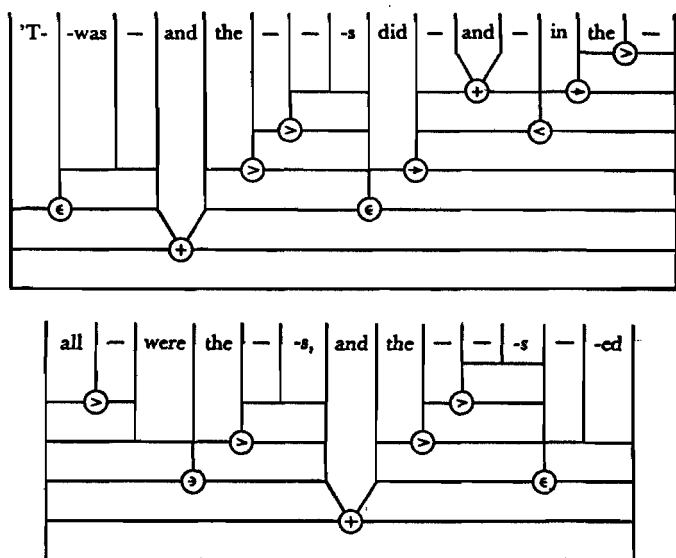 'T- -was — and the — — -s did — and — in the —
all — were the — -s, and the — — -s — -ed